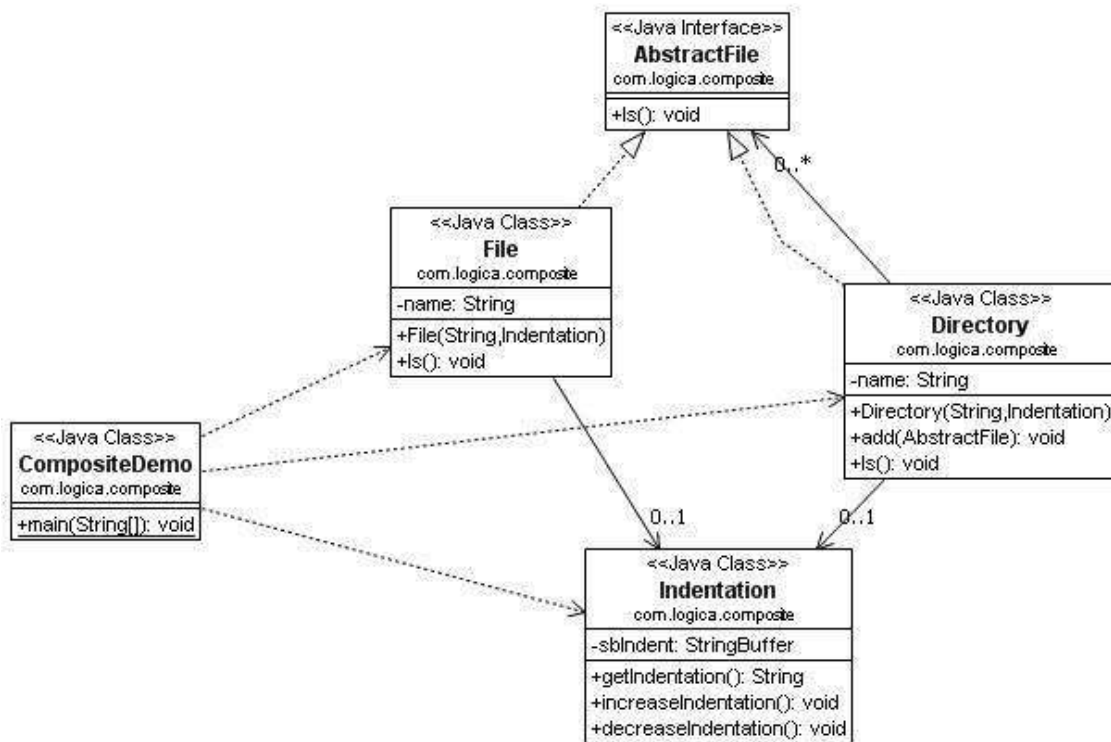 <<Java Interface>>
AbstractFile
com.logica.composite
+ls(): void
0..*
<<Java Class>>
File
com.logica.composite
-name: String
+File(String,Indentation)
+ls(): void
<<Java Class>>
Directory
com.logica.composite
-name: String
+Directory(String,Indentation)
+add(AbstractFile): void
+ls(): void
<<Java Class>>
CompositeDemo
com.logica.composite
+main(String[]): void
0..1
0..1
<<Java Class>>
Indentation
com.logica.composite
-sbIndent: StringBuffer
+getIndentation(): String
+increaseIndentation(): void
+decreaseIndentation(): void